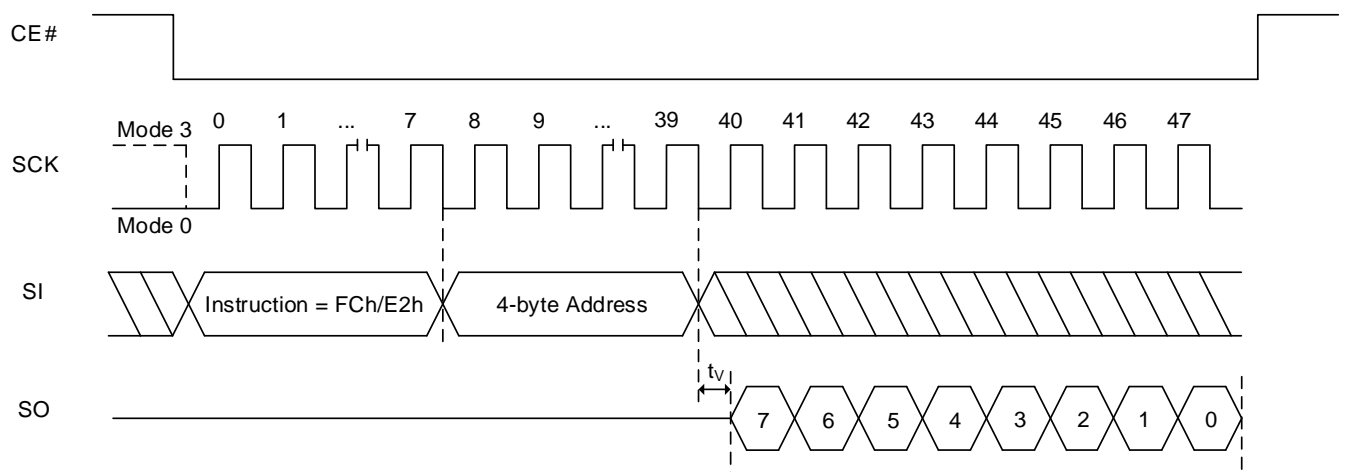 CE#
Mode 3 0 1 ... 7 8 9 ... 39 40 41 42 43 44 45 46 47
SCK
Mode 0
SI Instruction = FCh/E2h 4-byte Address
tV
SO 7 6 5 4 3 2 1 0